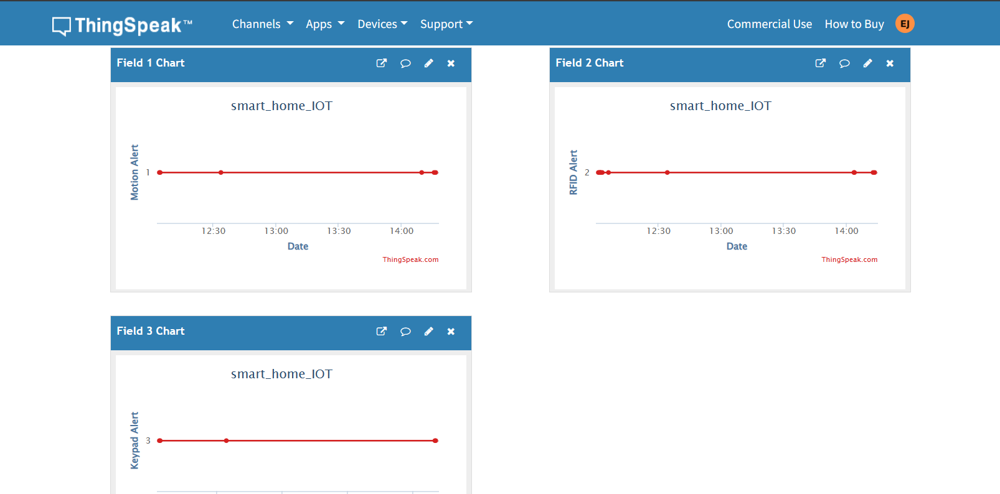 ThingSpeak™ Channels Apps Devices Support Commercial Use How to Buy EJ
Field 1 Chart
smart_home_IOT
Motion Alert
1
12:30 13:00 13:30 14:00
Date
ThingSpeak.com
Field 2 Chart
smart_home_IOT
RFID Alert
2
12:30 13:00 13:30 14:00
Date
ThingSpeak.com
Field 3 Chart
smart_home_IOT
Keypad Alert
3